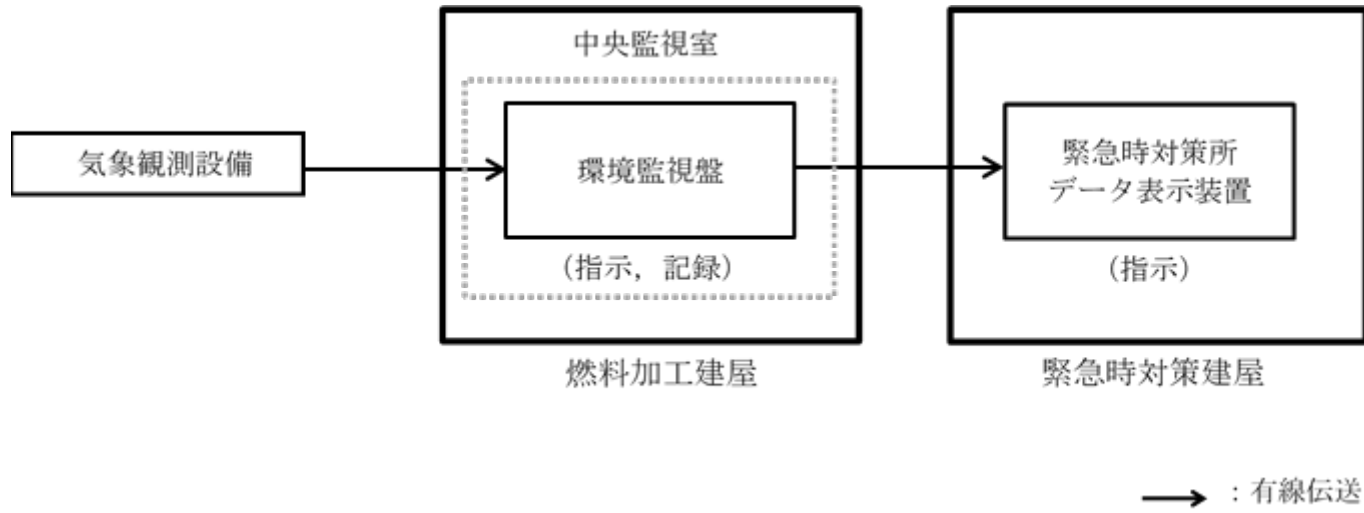 中央監視室
気象観測設備
環境監視盤
(指示，記録)
燃料加工建屋
緊急時対策所
データ表示装置
(指示)
緊急時対策建屋
：有線伝送